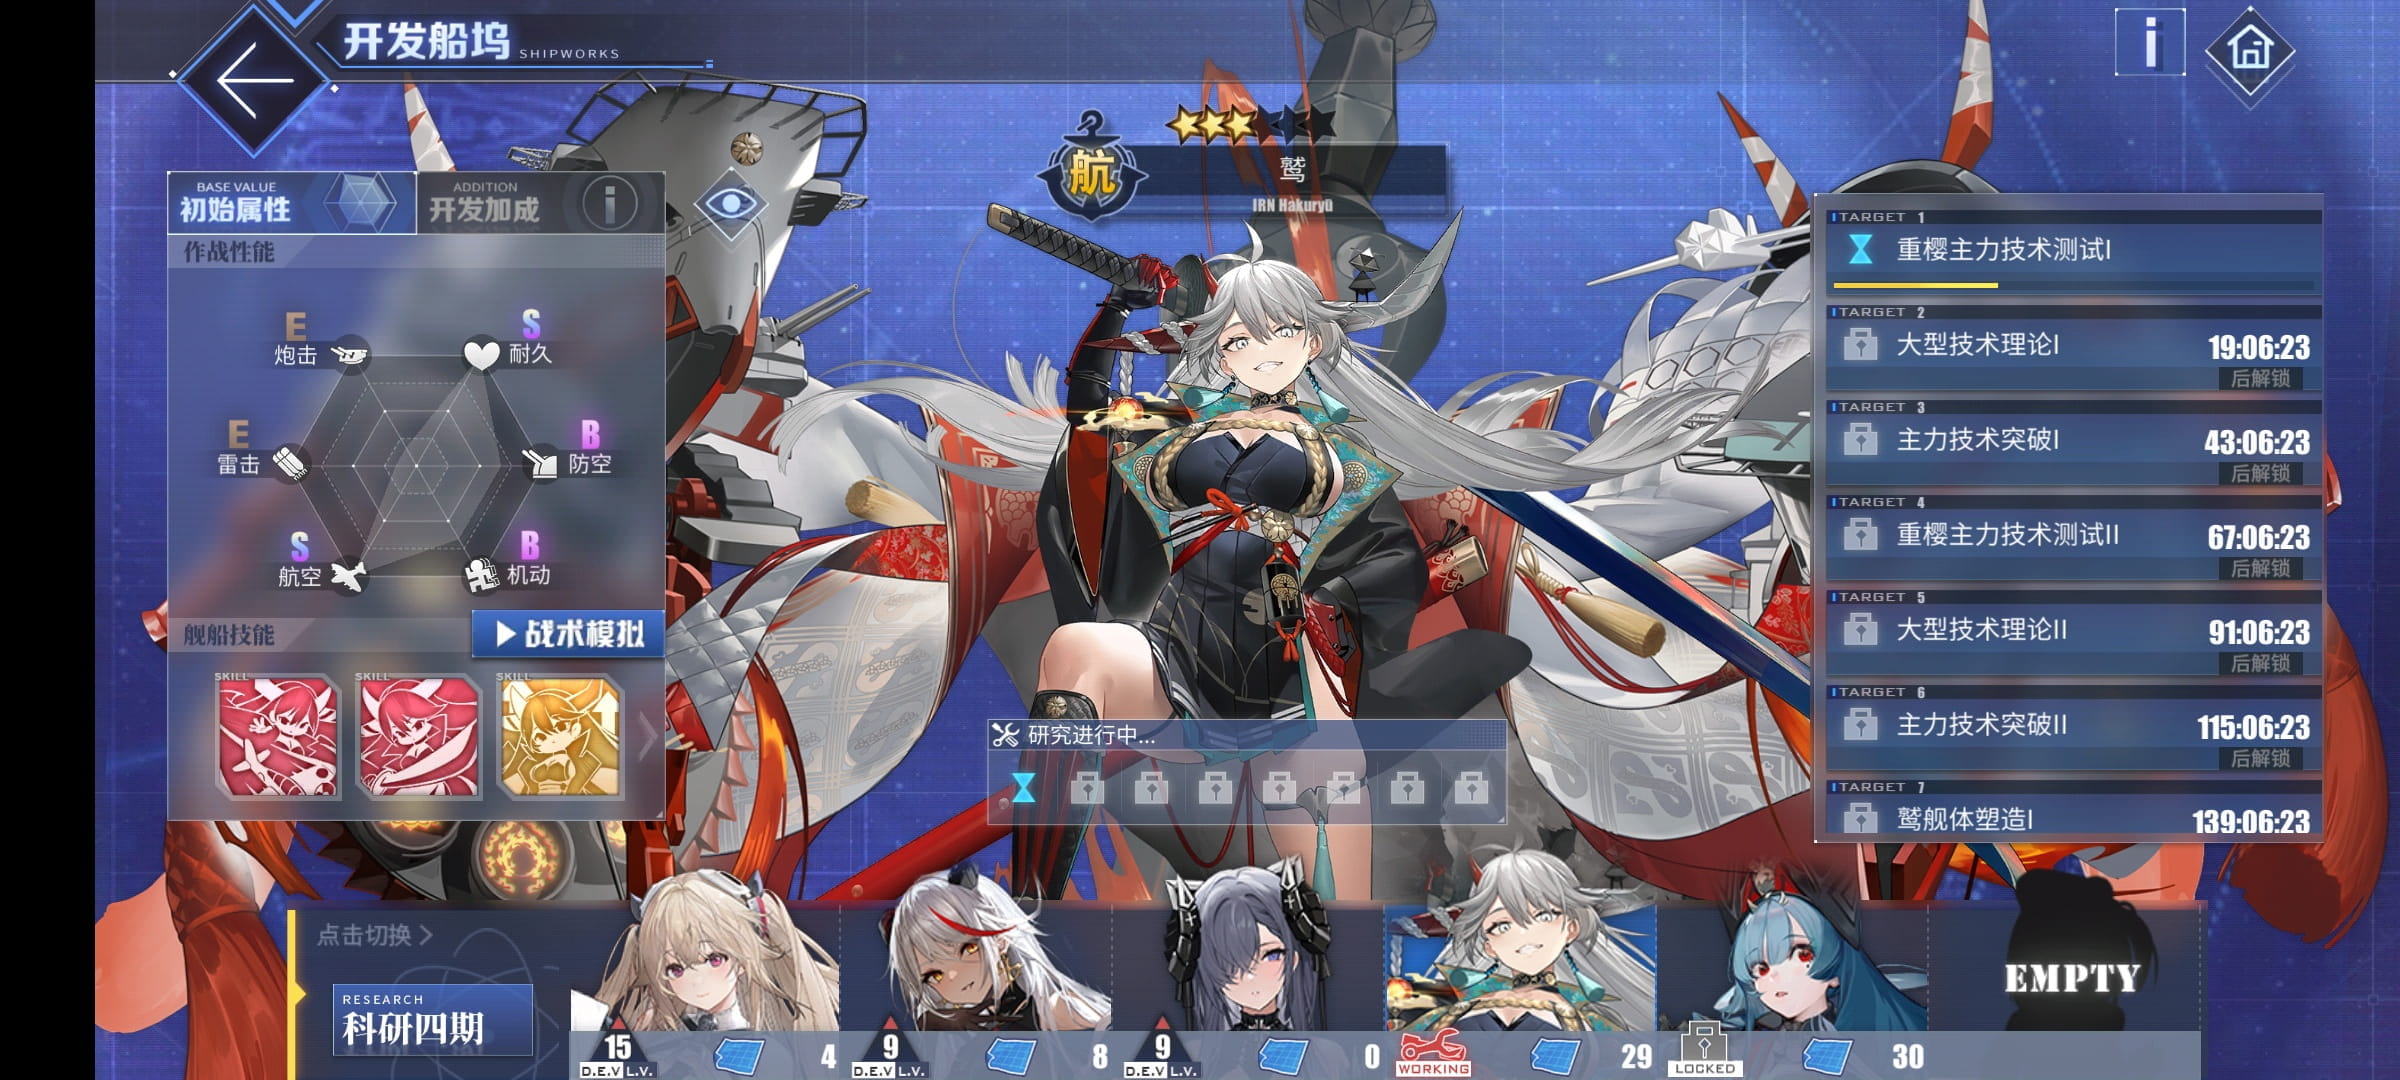 开发船坞 SHIPWORKS
航
鹫
IRN Hakuryū
BASE VALUE
初始属性
ADDITION
开发加成
作战性能
E
炮击
S
耐久
E
雷击
B
防空
S
航空
B
机动
舰船技能
战术模拟
SKILL
SKILL
SKILL
研究进行中...
TARGET 1
重樱主力技术测试I
TARGET 2
大型技术理论I
19:06:23
后解锁
TARGET 3
主力技术突破I
43:06:23
后解锁
TARGET 4
重樱主力技术测试II
67:06:23
后解锁
TARGET 5
大型技术理论II
91:06:23
后解锁
TARGET 6
主力技术突破II
115:06:23
后解锁
TARGET 7
鹫舰体塑造I
139:06:23
点击切换
RESEARCH
科研四期
15
D.E.V L.V.
4
9
D.E.V L.V.
8
9
D.E.V L.V.
0
WORKING
29
LOCKED
30
EMPTY